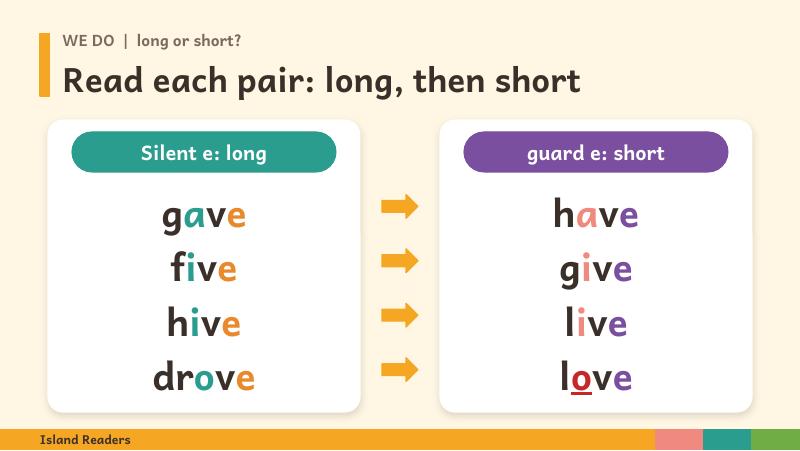 WE DO | long or short?
Read each pair: long, then short
Silent e: long
gave
five
hive
drove
guard e: short
have
give
live
love
Island Readers